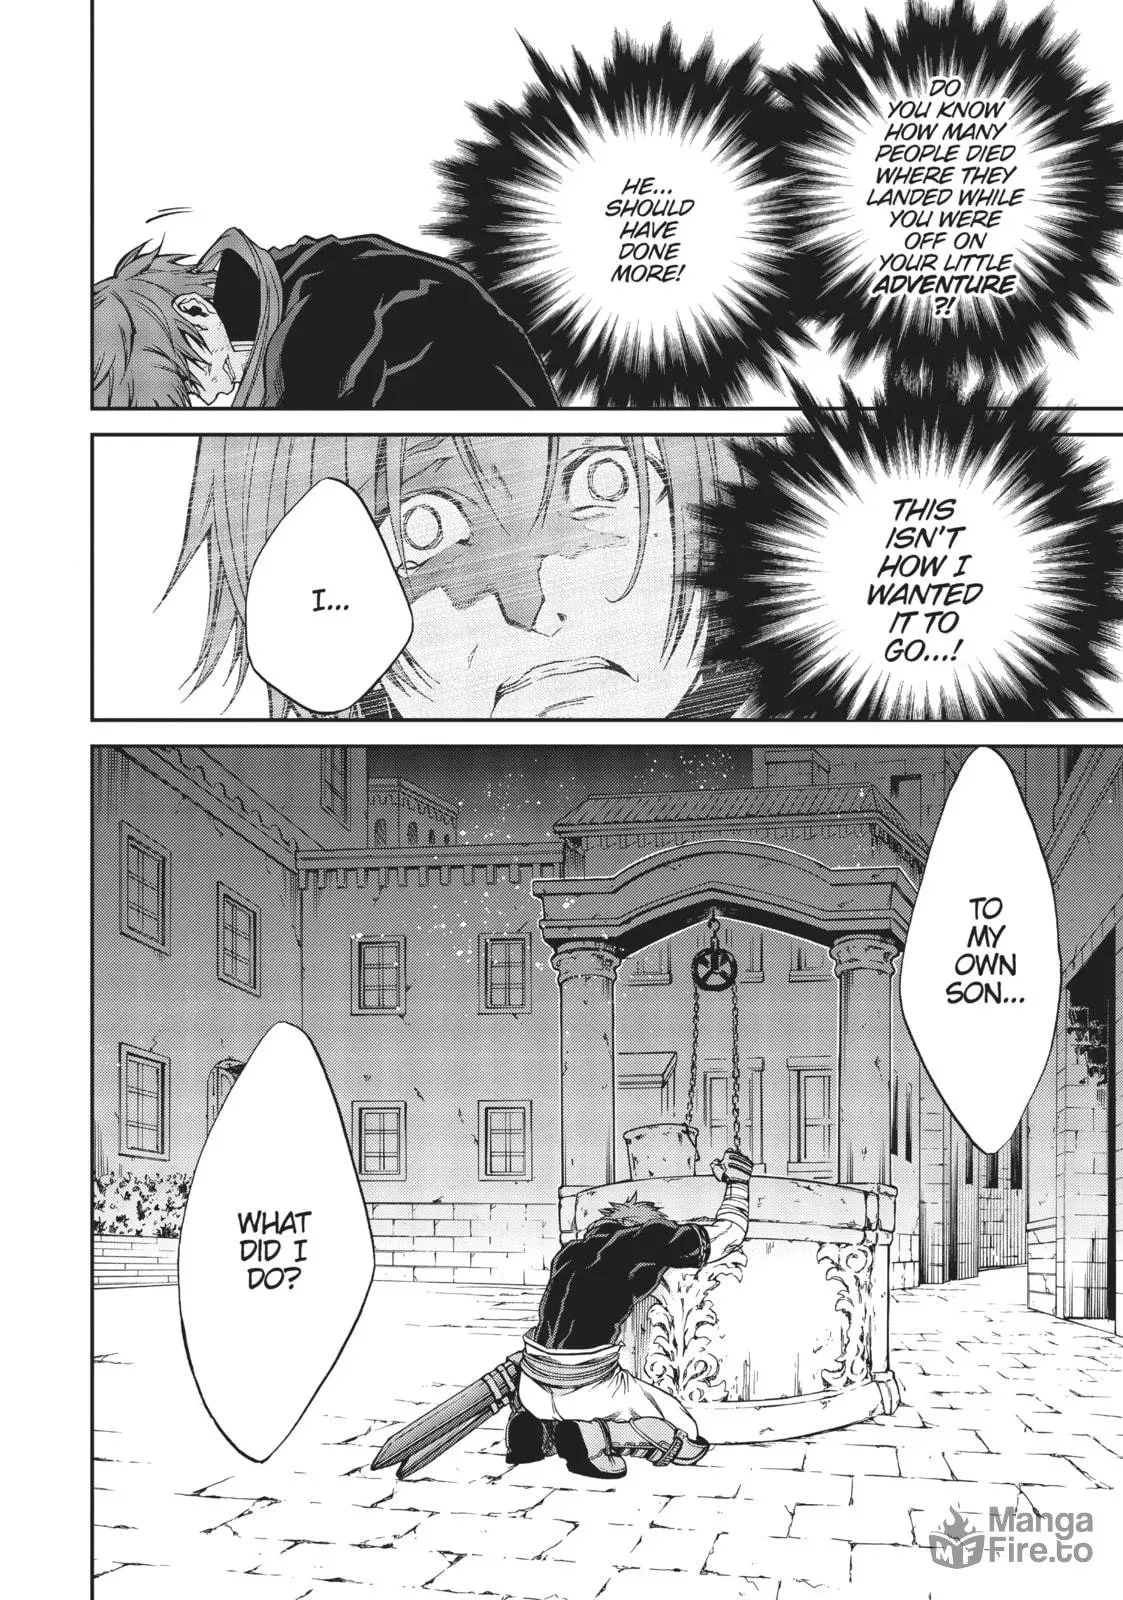 DO
YOU KNOW
HOW MANY
PEOPLE DIED
WHERE THEY
LANDED WHILE
YOU WERE
OFF ON
YOUR LITTLE
ADVENTURE
?!
HE...
SHOULD
HAVE
DONE
MORE!
THIS
ISN'T
HOW I
WANTED
IT TO
GO...!
I...
TO
MY
OWN
SON...
WHAT
DID I
DO?
Manga
Fire.to
MF